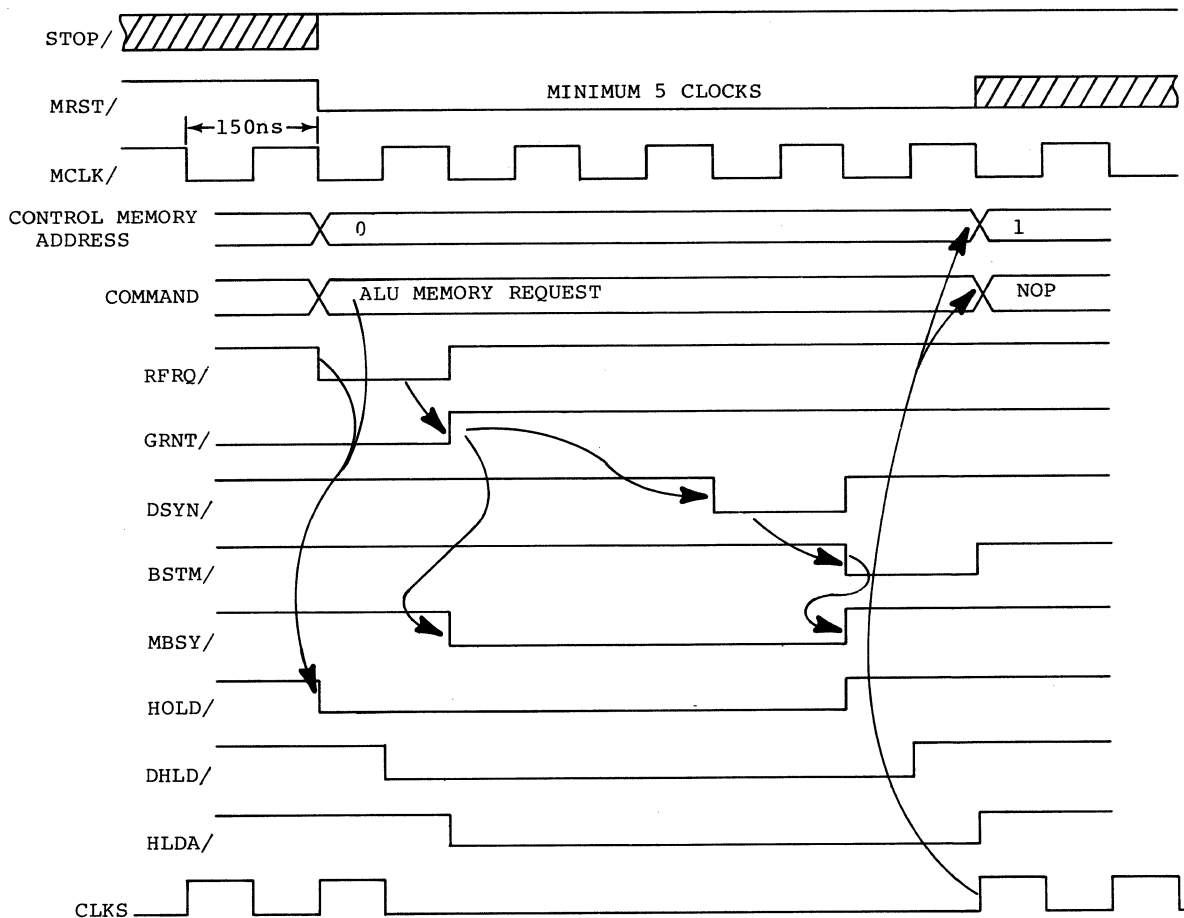 STOP/
MRST/
MINIMUM 5 CLOCKS
150ns
MCLK/
CONTROL MEMORY
ADDRESS
0
1
COMMAND
ALU MEMORY REQUEST
NOP
RFRQ/
GRNT/
DSYN/
BSTM/
MBSY/
HOLD/
DHLD/
HLDA/
CLKS